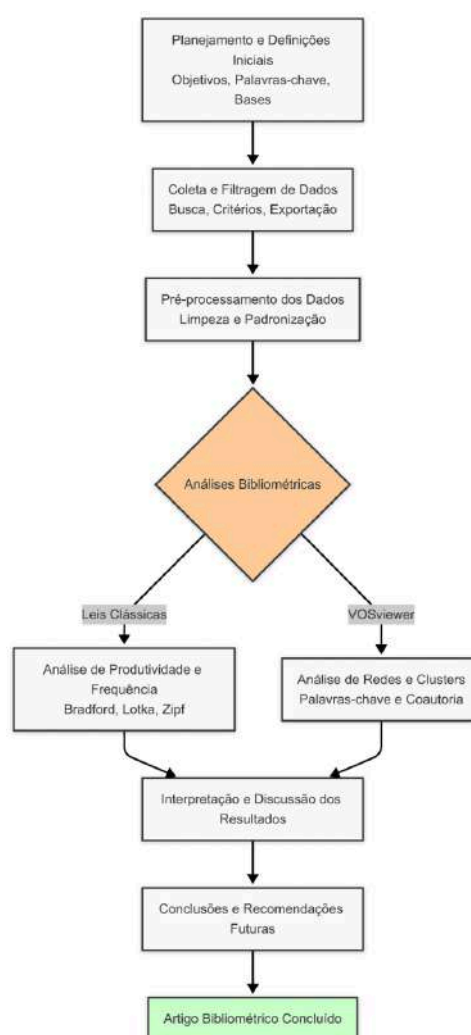 Planejamento e Definições
Iniciais
Objetivos, Palavras-chave,
Bases
Coleta e Filtragem de Dados
Busca, Critérios, Exportação
Pré-processamento dos Dados
Limpeza e Padronização
Análises Bibliométricas
Leis Clássicas
VOSviewer
Análise de Produtividade e
Frequência
Bradford, Lotka, Zipf
Análise de Redes e Clusters
Palavras-chave e Coautoria
Interpretação e Discussão dos
Resultados
Conclusões e Recomendações
Futuras
Artigo Bibliométrico Concluído